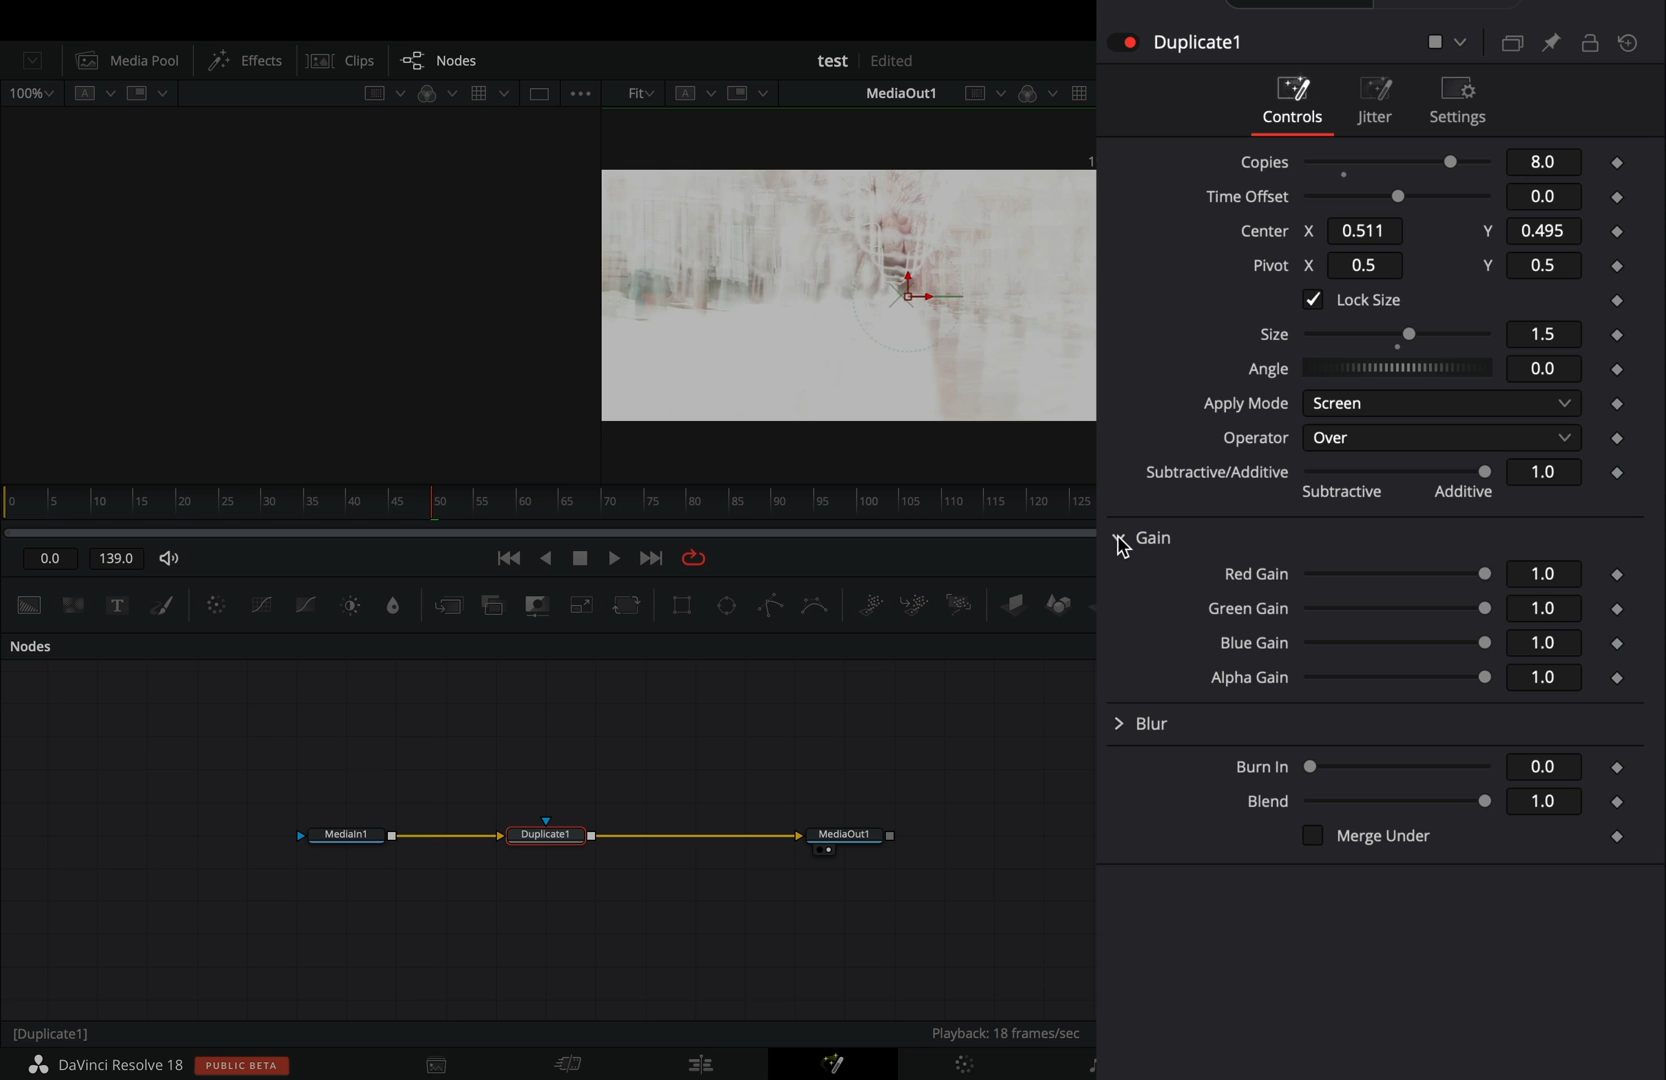 Duplicate1
Media Pool
Effects
Clips
Nodes
test
Edited
Controls
Jitter
Settings
100%
A
Fit
A
MediaOut1
1
Copies
8.0
Time Offset
0.0
Center X 0.511 Y 0.495
Pivot X 0.5 Y 0.5
Lock Size
Size
1.5
Angle
0.0
Apply Mode
Screen
Operator
Over
Subtractive/Additive
1.0
Subtractive
Additive
0 5 10 15 20 25 30 35 40 45 50 55 60 65 70 75 80 85 90 95 100 105 110 115 120 125
Gain
0.0
139.0
Red Gain
1.0
Green Gain
1.0
T
Blue Gain
1.0
Nodes
Alpha Gain
1.0
Blur
Burn In
0.0
Blend
1.0
MediaIn1
Duplicate1
MediaOut1
Merge Under
[Duplicate1]
Playback: 18 frames/sec
DaVinci Resolve 18
PUBLIC BETA